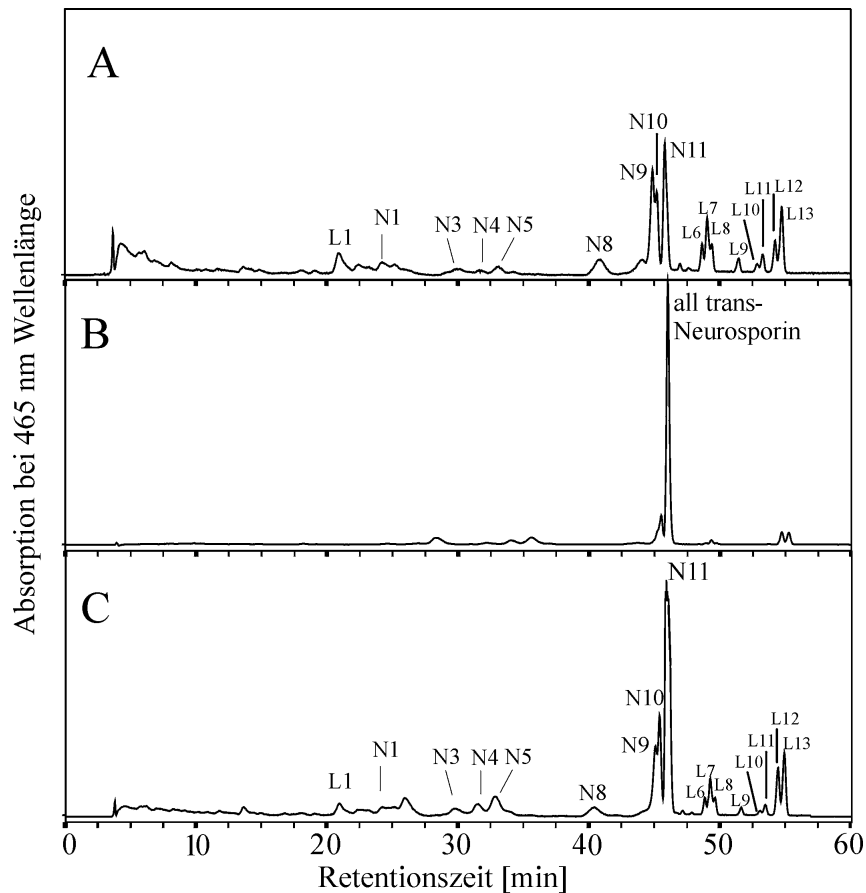 Absorption bei 465 nm Wellenlänge
A
L1
N1
N3
N4
N5
N8
N9
N10
N11
L6
L7
L8
L9
L10
L11
L12
L13
B
all trans-
Neurosporin
C
L1
N1
N3
N4
N5
N8
N9
N10
N11
L6
L7
L8
L9
L10
L11
L12
L13
0 10 20 30 40 50 60
Retentionszeit [min]